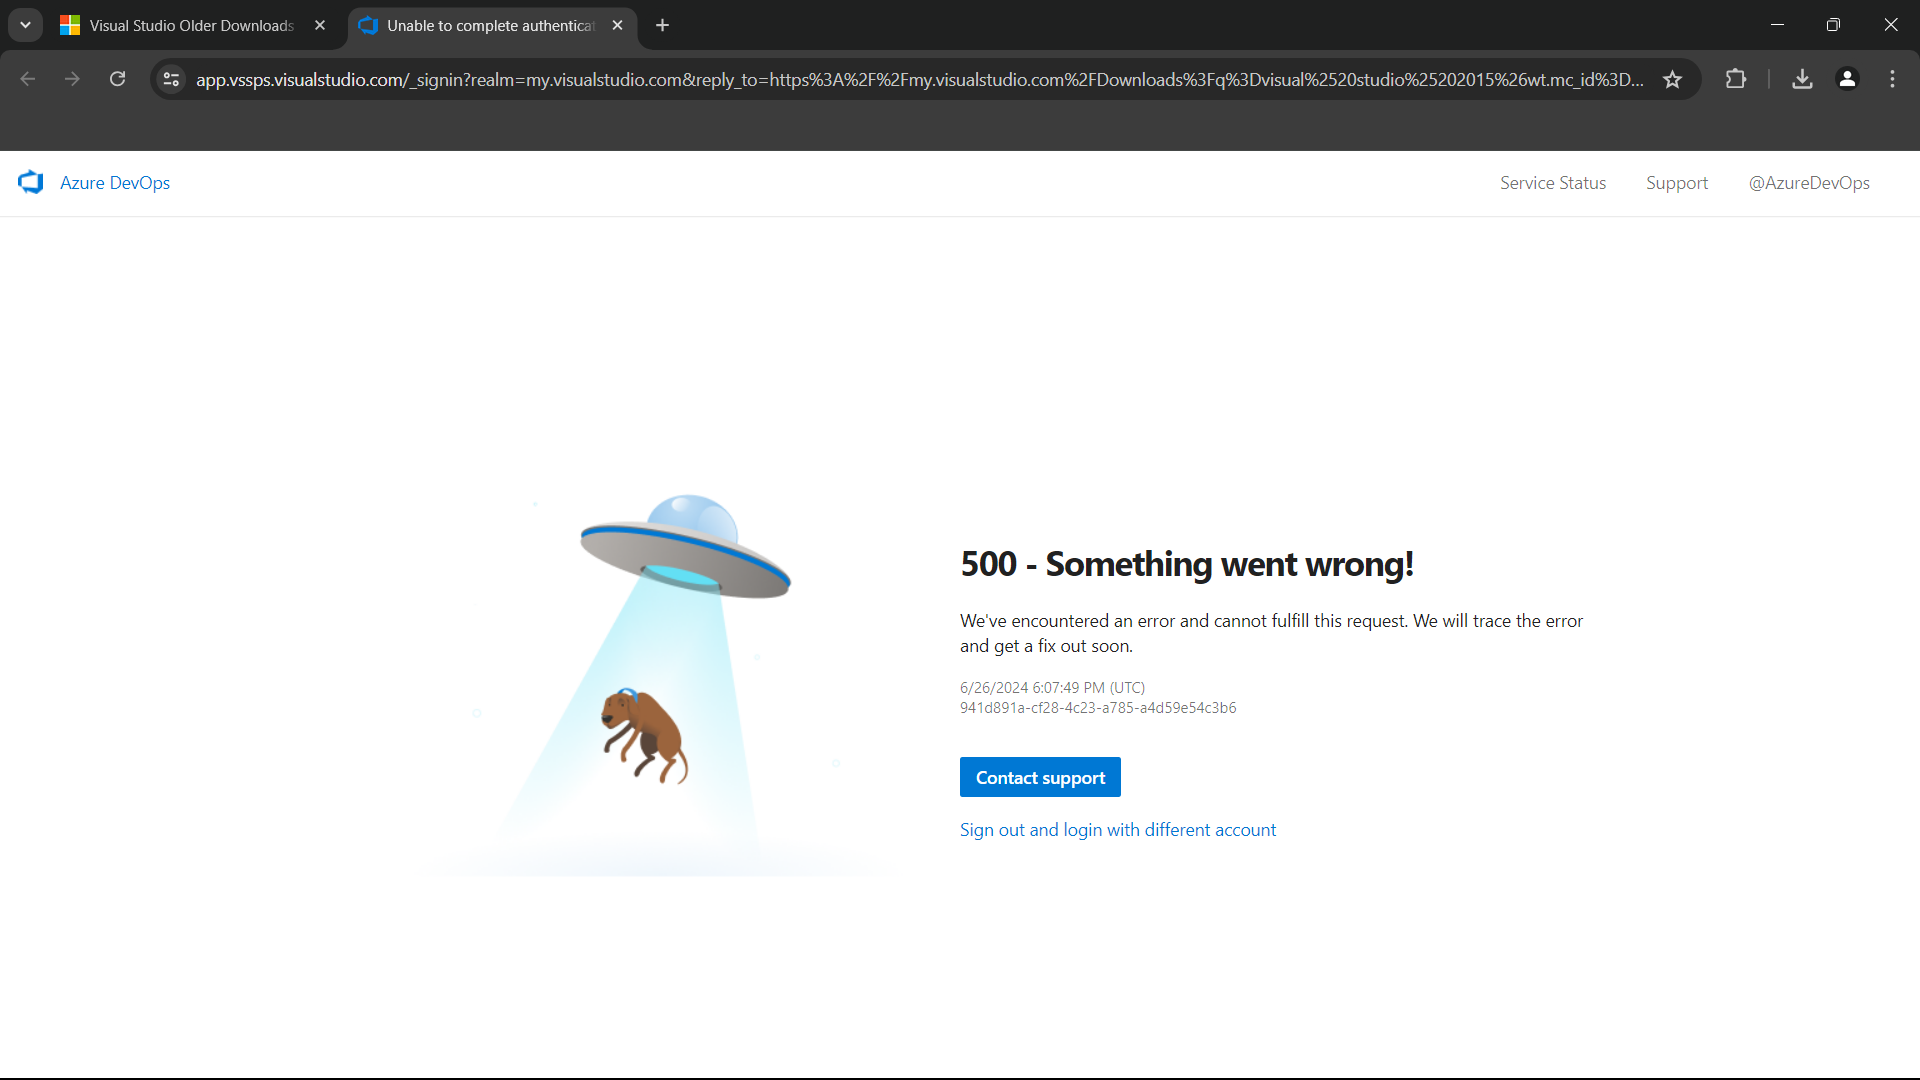 Visual Studio Older Downloads
Unable to complete authenticat
app.vssps.visualstudio.com/_signin?realm=my.visualstudio.com&reply_to=https%3A%2F%2Fmy.visualstudio.com%2FDownloads%3Fq%3Dvisual%2520studio%25202015%26wt.mc_id%3D...
Azure DevOps
Service Status
Support
@AzureDevOps
500 - Something went wrong!
We've encountered an error and cannot fulfill this request. We will trace the error
and get a fix out soon.
6/26/2024 6:07:49 PM (UTC)
941d891a-cf28-4c23-a785-a4d59e54c3b6
Contact support
Sign out and login with different account